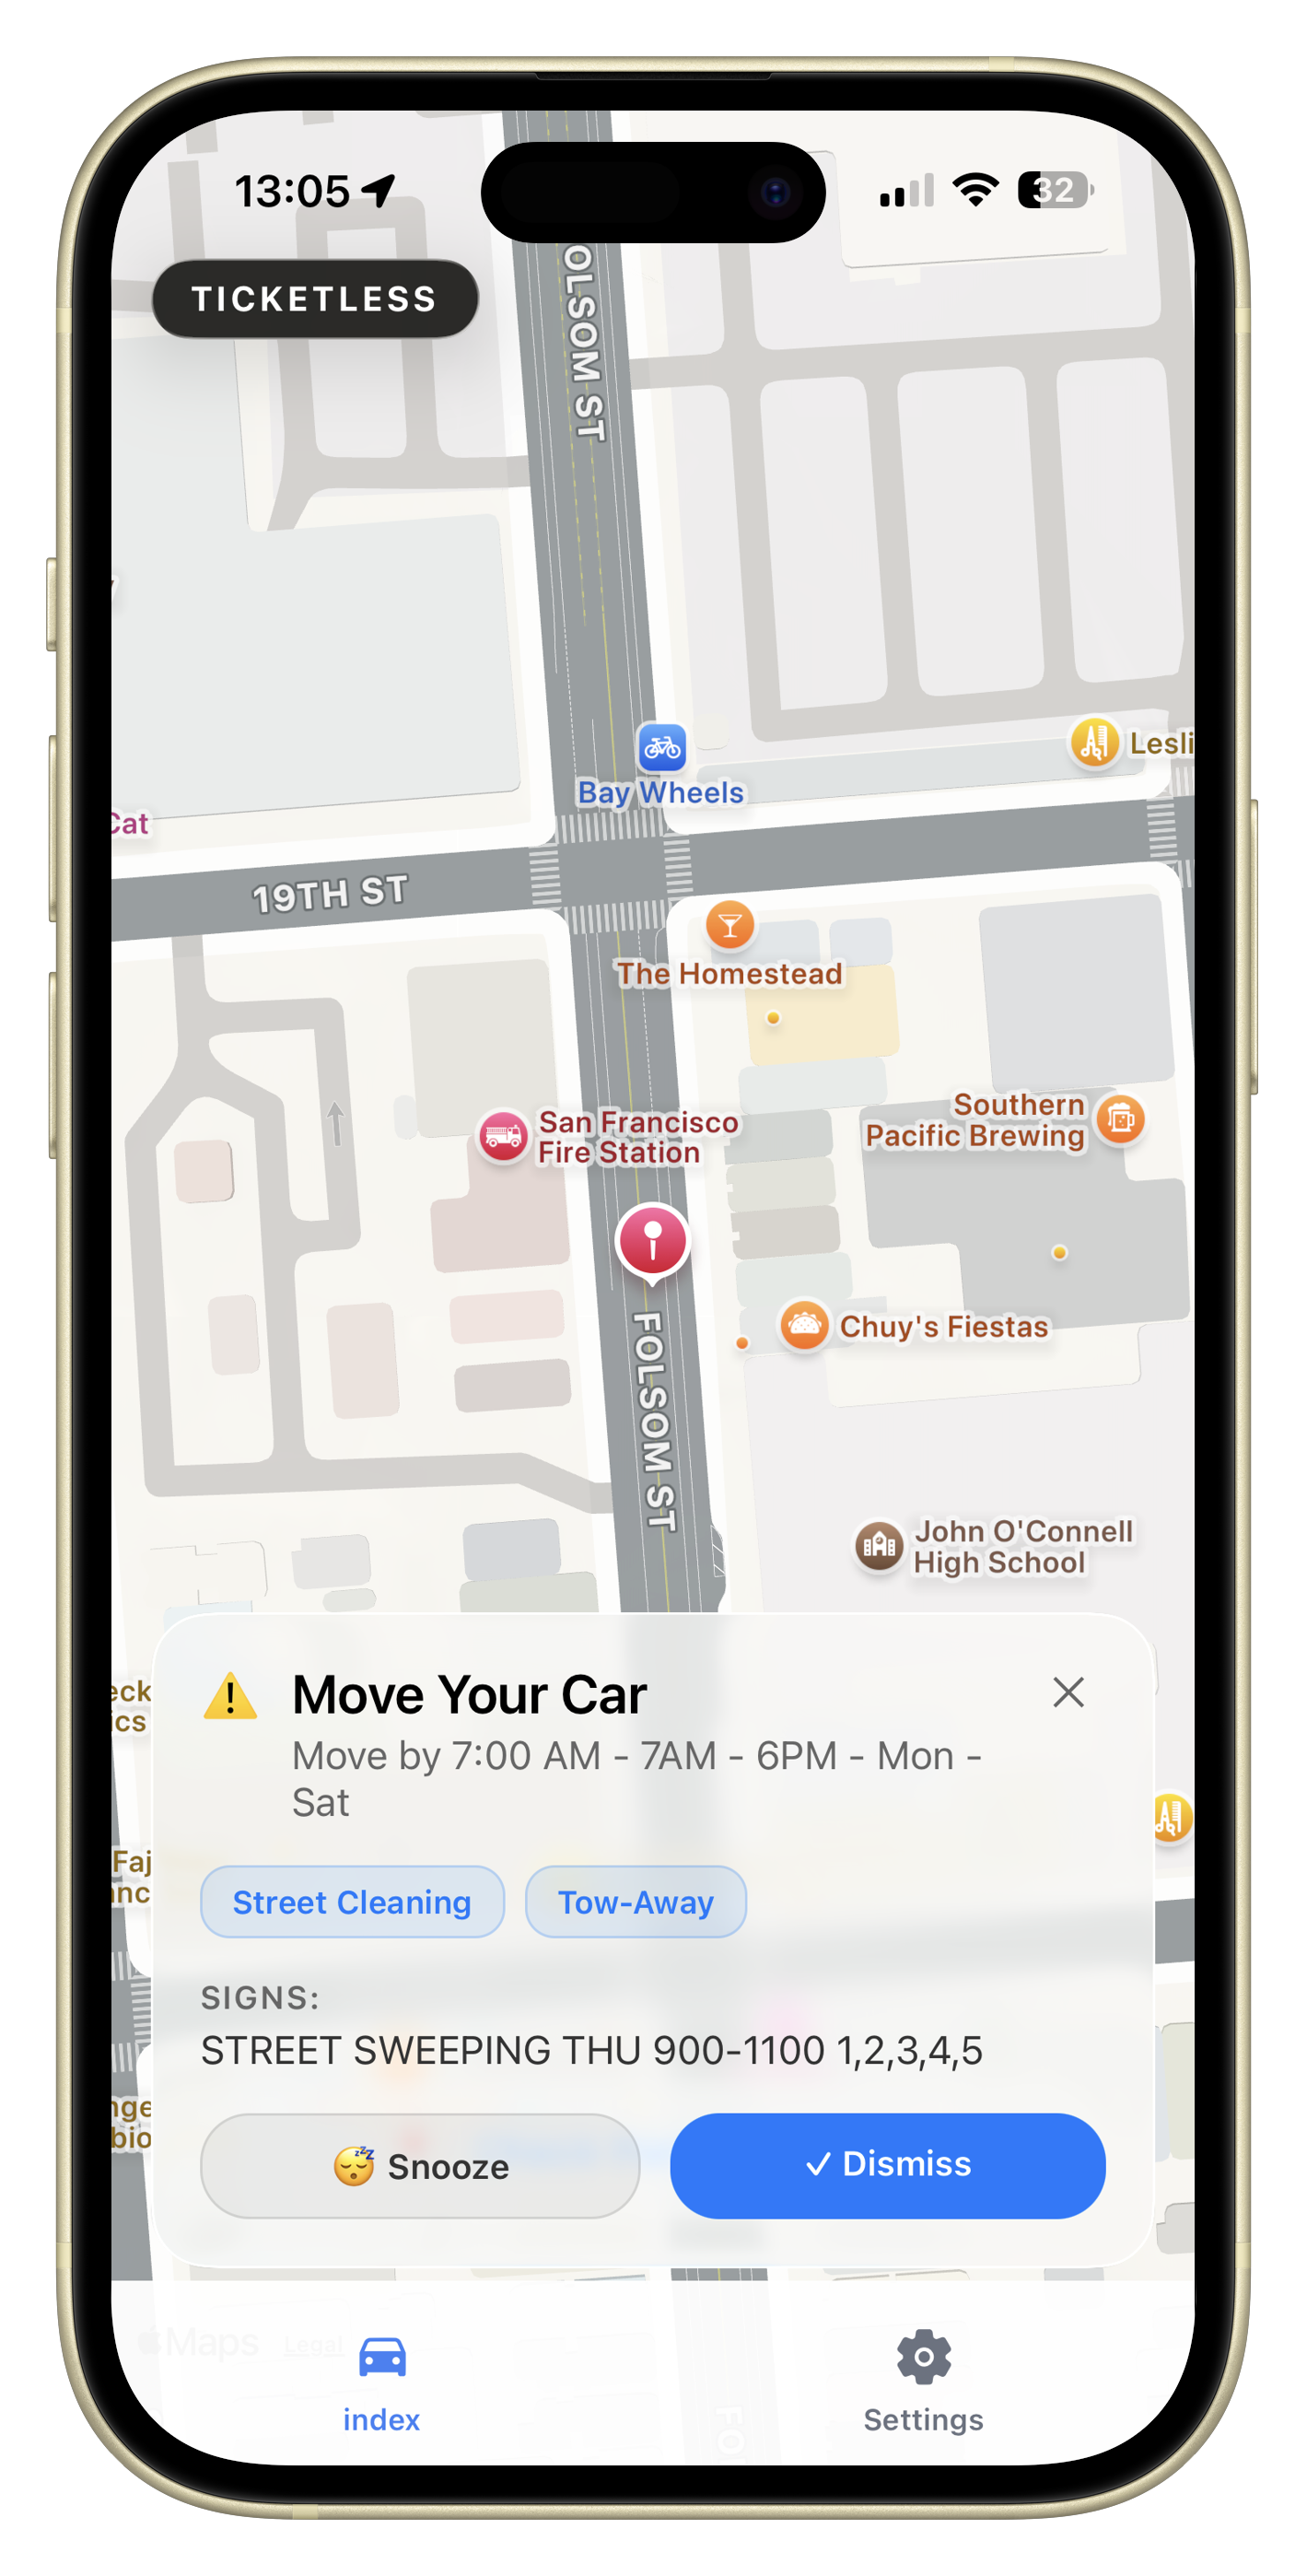 13:05
32
TICKETLESS
OLSOM ST
Lesli
Bay Wheels
Cat
19TH ST
The Homestead
Southern
Pacific Brewing
San Francisco
Fire Station
Chuy's Fiestas
FOLSOM ST
John O'Connell
High School
eck
ics
Move Your Car
Move by 7:00 AM - 7AM - 6PM - Mon -
Sat
Faj
anc
Street Cleaning
Tow-Away
SIGNS:
STREET SWEEPING THU 900-1100 1,2,3,4,5
nge
bio
Snooze
✓ Dismiss
Maps
Legal
index
Settings
FOL